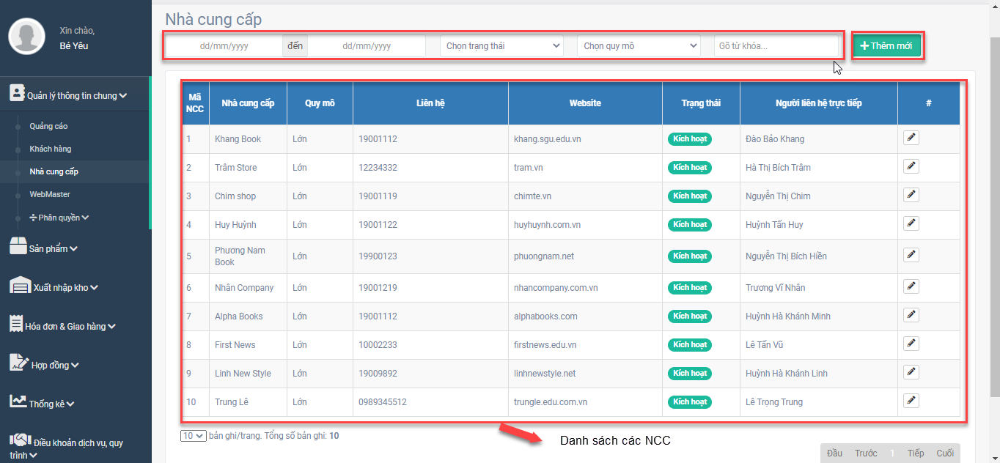 Xin chào,
Bé Yêu
Quản lý thông tin chung
Quảng cáo
Khách hàng
Nhà cung cấp
WebMaster
Phân quyền
Sản phẩm
Xuất nhập kho
Hóa đơn & Giao hàng
Hợp đồng
Thống kê
Điều khoản dịch vụ, quy
trình
Nhà cung cấp
dd/mm/yyyy đến dd/mm/yyyy Chọn trạng thái Chọn quy mô Gõ từ khóa... Thêm mới
Mã NCC Nhà cung cấp Quy mô Liên hệ Website Trạng thái Người liên hệ trực tiếp #
1 Khang Book Lớn 19001112 khang.sgu.edu.vn Kích hoạt Đào Bảo Khang
2 Trâm Store Lớn 12234332 tram.vn Kích hoạt Hà Thị Bích Trâm
3 Chim shop Lớn 19001119 chimte.vn Kích hoạt Nguyễn Thị Chim
4 Huy Huỳnh Lớn 19001122 huyhuynh.com.vn Kích hoạt Huỳnh Tấn Huy
5 Phương Nam Book Lớn 19900123 phuongnam.net Kích hoạt Nguyễn Thị Bích Hiền
6 Nhân Company Lớn 19001219 nhancompany.com.vn Kích hoạt Trương Vĩ Nhân
7 Alpha Books Lớn 19001112 alphabooks.com Kích hoạt Huỳnh Hà Khánh Minh
8 First News Lớn 10002233 firstnews.edu.vn Kích hoạt Lê Tấn Vũ
9 Linh New Style Lớn 19009892 linhnewstyle.net Kích hoạt Huỳnh Hà Khánh Linh
10 Trung Lê Lớn 0989345512 trungle.edu.com.vn Kích hoạt Lê Trọng Trung
10 bản ghi/trang. Tổng số bản ghi: 10
Danh sách các NCC
Đầu Trước 1 Tiếp Cuối